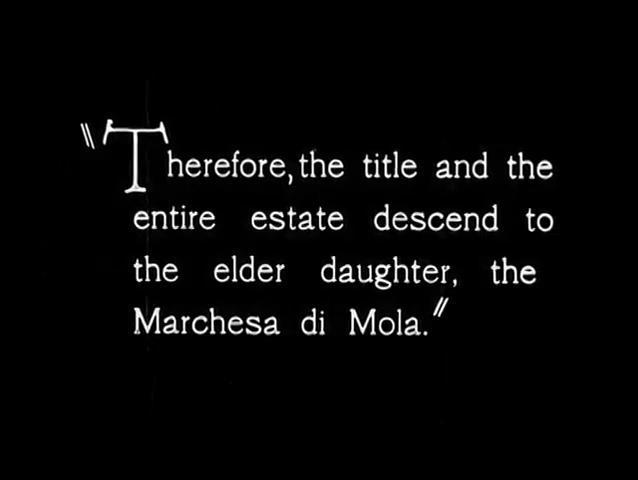 "Therefore, the title and the
entire estate descend to
the elder daughter, the
Marchesa di Mola."